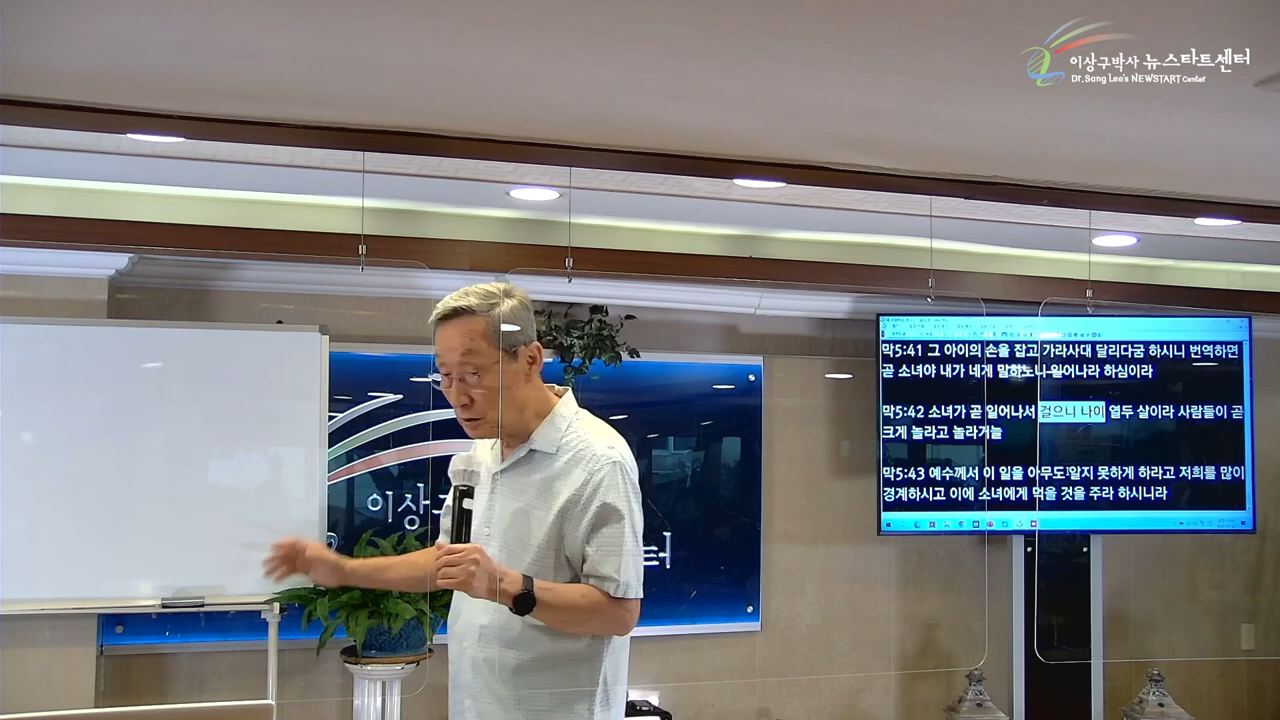 이상구박사 뉴스타트센터
Dr. Sang Lee's NEWSTART Center
막5:41 그 아이의 손을 잡고 가라사대 달리다굼 하시니 번역하면
곧 소녀야 내가 네게 말하노니 일어나라 하심이라
막5:42 소녀가 곧 일어나서 걸으니 나이 열두 살이라 사람들이 곧
크게 놀라고 놀라거늘
막5:43 예수께서 이 일을 아무도알지 못하게 하라고 저희를 많이
경계하시고 이에 소녀에게 먹을 것을 주라 하시니라
이상구
터